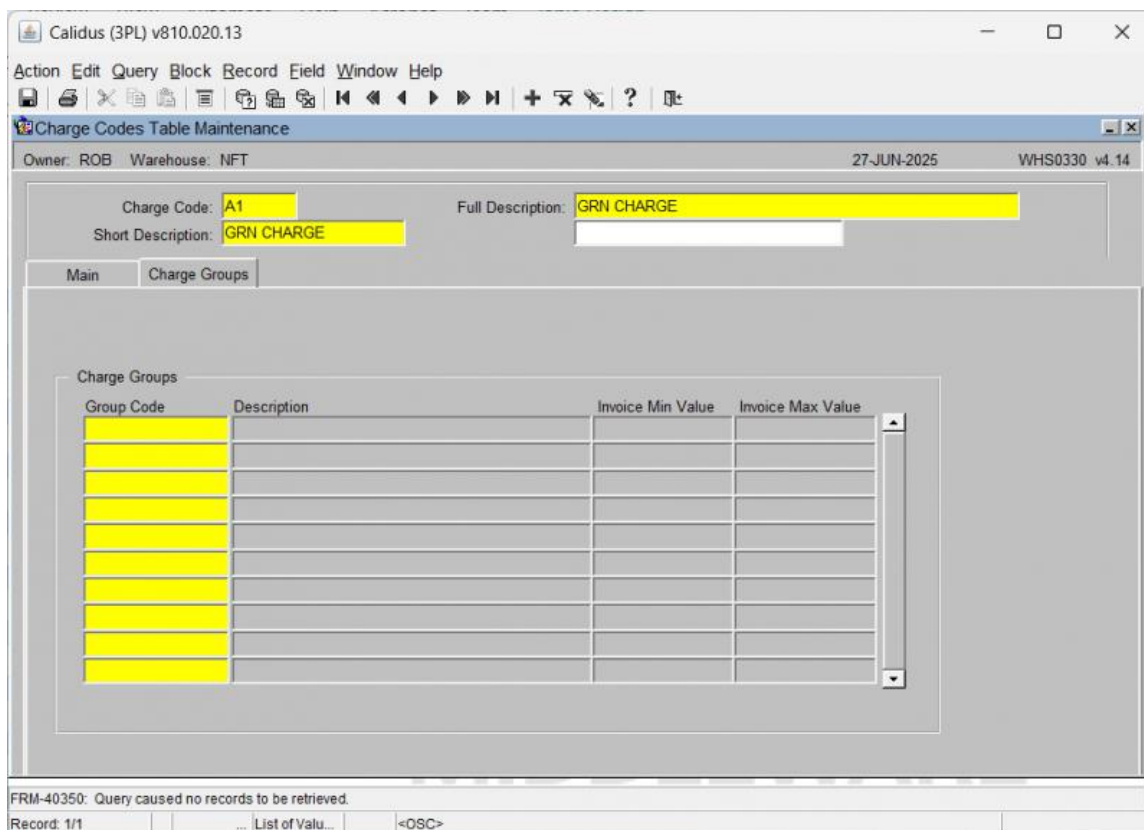 Calidus (3PL) v810.020.13
Action Edit Query Block Record Field Window Help
Charge Codes Table Maintenance
Owner: ROB Warehouse: NFT 27-JUN-2025 WHS0330 v4.14
Charge Code: A1 Full Description: GRN CHARGE
Short Description: GRN CHARGE
Main Charge Groups
Charge Groups
Group Code Description Invoice Min Value Invoice Max Value
FRM-40350: Query caused no records to be retrieved.
Record: 1/1 ... List of Valu... <OSC>